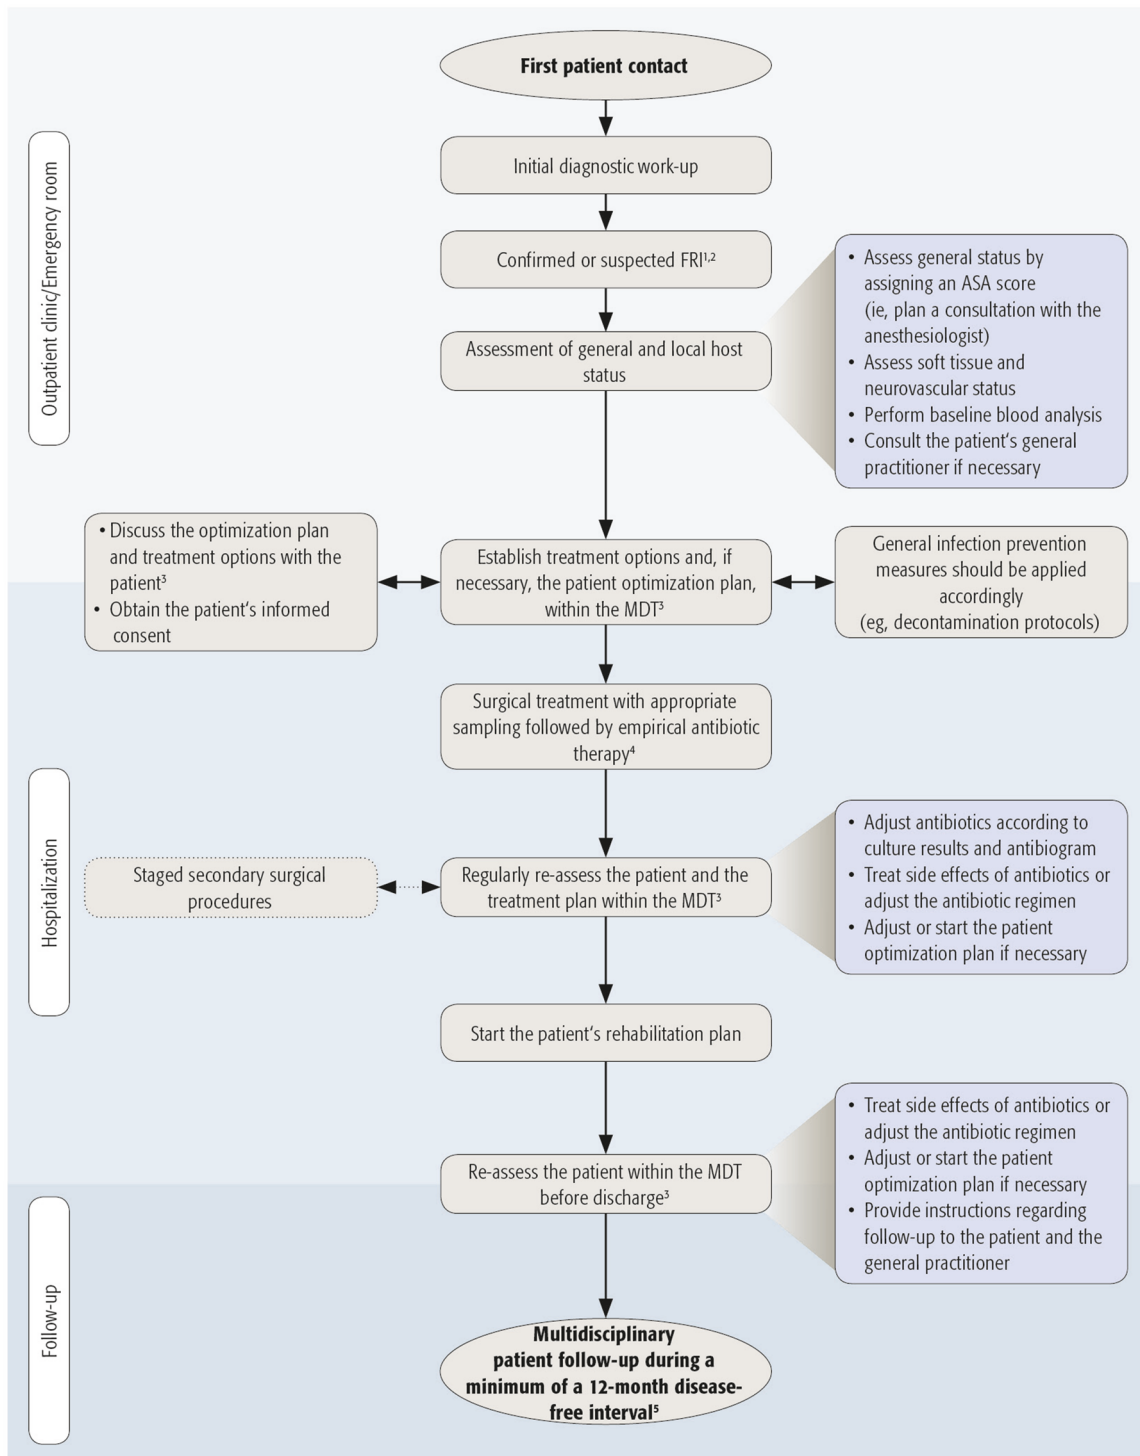 First patient contact
Outpatient clinic/Emergency room
Initial diagnostic work-up
Confirmed or suspected FRI¹,²
Assessment of general and local host
status
• Assess general status by
assigning an ASA score
(ie, plan a consultation with the
anesthesiologist)
• Assess soft tissue and
neurovascular status
• Perform baseline blood analysis
• Consult the patient‘s general
practitioner if necessary
• Discuss the optimization plan
and treatment options with the
patient³
• Obtain the patient‘s informed
consent
Establish treatment options and, if
necessary, the patient optimization plan,
within the MDT³
General infection prevention
measures should be applied
accordingly
(eg, decontamination protocols)
Hospitalization
Surgical treatment with appropriate
sampling followed by empirical antibiotic
therapy⁴
Staged secondary surgical
procedures
Regularly re-assess the patient and the
treatment plan within the MDT³
• Adjust antibiotics according to
culture results and antibiogram
• Treat side effects of antibiotics or
adjust the antibiotic regimen
• Adjust or start the patient
optimization plan if necessary
Start the patient‘s rehabilitation plan
Re-assess the patient within the MDT
before discharge³
• Treat side effects of antibiotics or
adjust the antibiotic regimen
• Adjust or start the patient
optimization plan if necessary
• Provide instructions regarding
follow-up to the patient and the
general practitioner
Follow-up
Multidisciplinary
patient follow-up during a
minimum of a 12-month disease-
free interval⁵